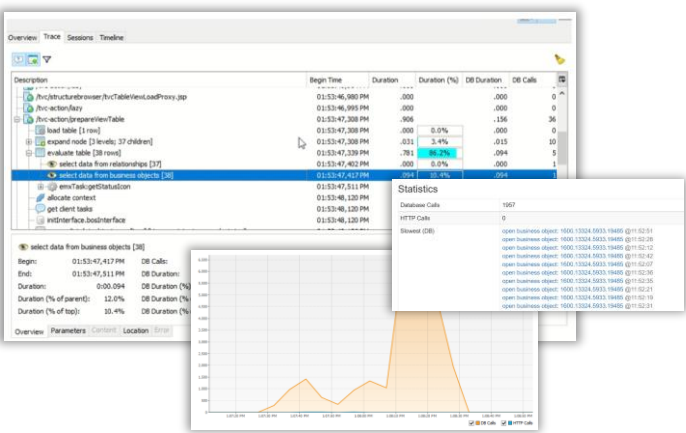 Overview Trace Sessions Timeline
Description Begin Time Duration Duration (%) DB Duration DB Calls
/tvc/structurebrowser/tvcTableViewLoadProxy.jsp 01:53:46,980 PM .000 .000 0
/tvc-action/lazy 01:53:46,995 PM .000 .000 0
/tvc-action/prepareViewTable 01:53:47,308 PM .906 .156 36
load table [1 row] 01:53:47,308 PM .000 0.0% .000 0
expand node [3 levels; 37 children] 01:53:47,308 PM .031 3.4% .015 10
evaluate table [38 rows] 01:53:47,339 PM .781 86.2% .094 5
select data from relationships [37] 01:53:47,402 PM .000 0.0% .000 1
select data from business objects [38] 01:53:47,417 PM .094 10.4% .094 1
emxTask:getStatusIcon 01:53:47,511 PM
allocate context 01:53:48,120 PM
get client tasks 01:53:48,120 PM
initInterface.bosInterface 01:53:48,120 PM
select data from business objects [38]
Begin: 01:53:47,417 PM DB Calls:
End: 01:53:47,511 PM DB Duration:
Duration: 0:00.094 DB Duration (%)
Duration (% of parent): 12.0% DB Duration (%
Duration (% of top): 10.4% DB Duration (%
Overview Parameters Content Location Error
Statistics
Database Calls 1957
HTTP Calls 0
Slowest (DB) open business object: 1600.13324.5933.19485 @11:52:51
open business object: 1600.13324.5933.19485 @11:52:28
open business object: 1600.13324.5933.19485 @11:52:12
open business object: 1600.13324.5933.19485 @11:52:42
open business object: 1600.13324.5933.19485 @11:52:07
open business object: 1600.13324.5933.19485 @11:52:38
open business object: 1600.13324.5933.19485 @11:52:35
open business object: 1600.13324.5933.19485 @11:52:21
open business object: 1600.13324.5933.19485 @11:52:19
open business object: 1600.13324.5933.19485 @11:52:31
DB Calls HTTP Calls